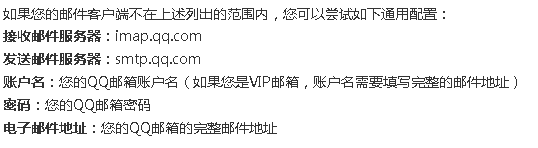 如果您的邮件客户端不在上述列出的范围内，您可以尝试如下通用配置：
接收邮件服务器：imap.qq.com
发送邮件服务器：smtp.qq.com
账户名：您的QQ邮箱账户名（如果您是VIP邮箱，账户名需要填写完整的邮件地址）
密码：您的QQ邮箱密码
电子邮件地址：您的QQ邮箱的完整邮件地址